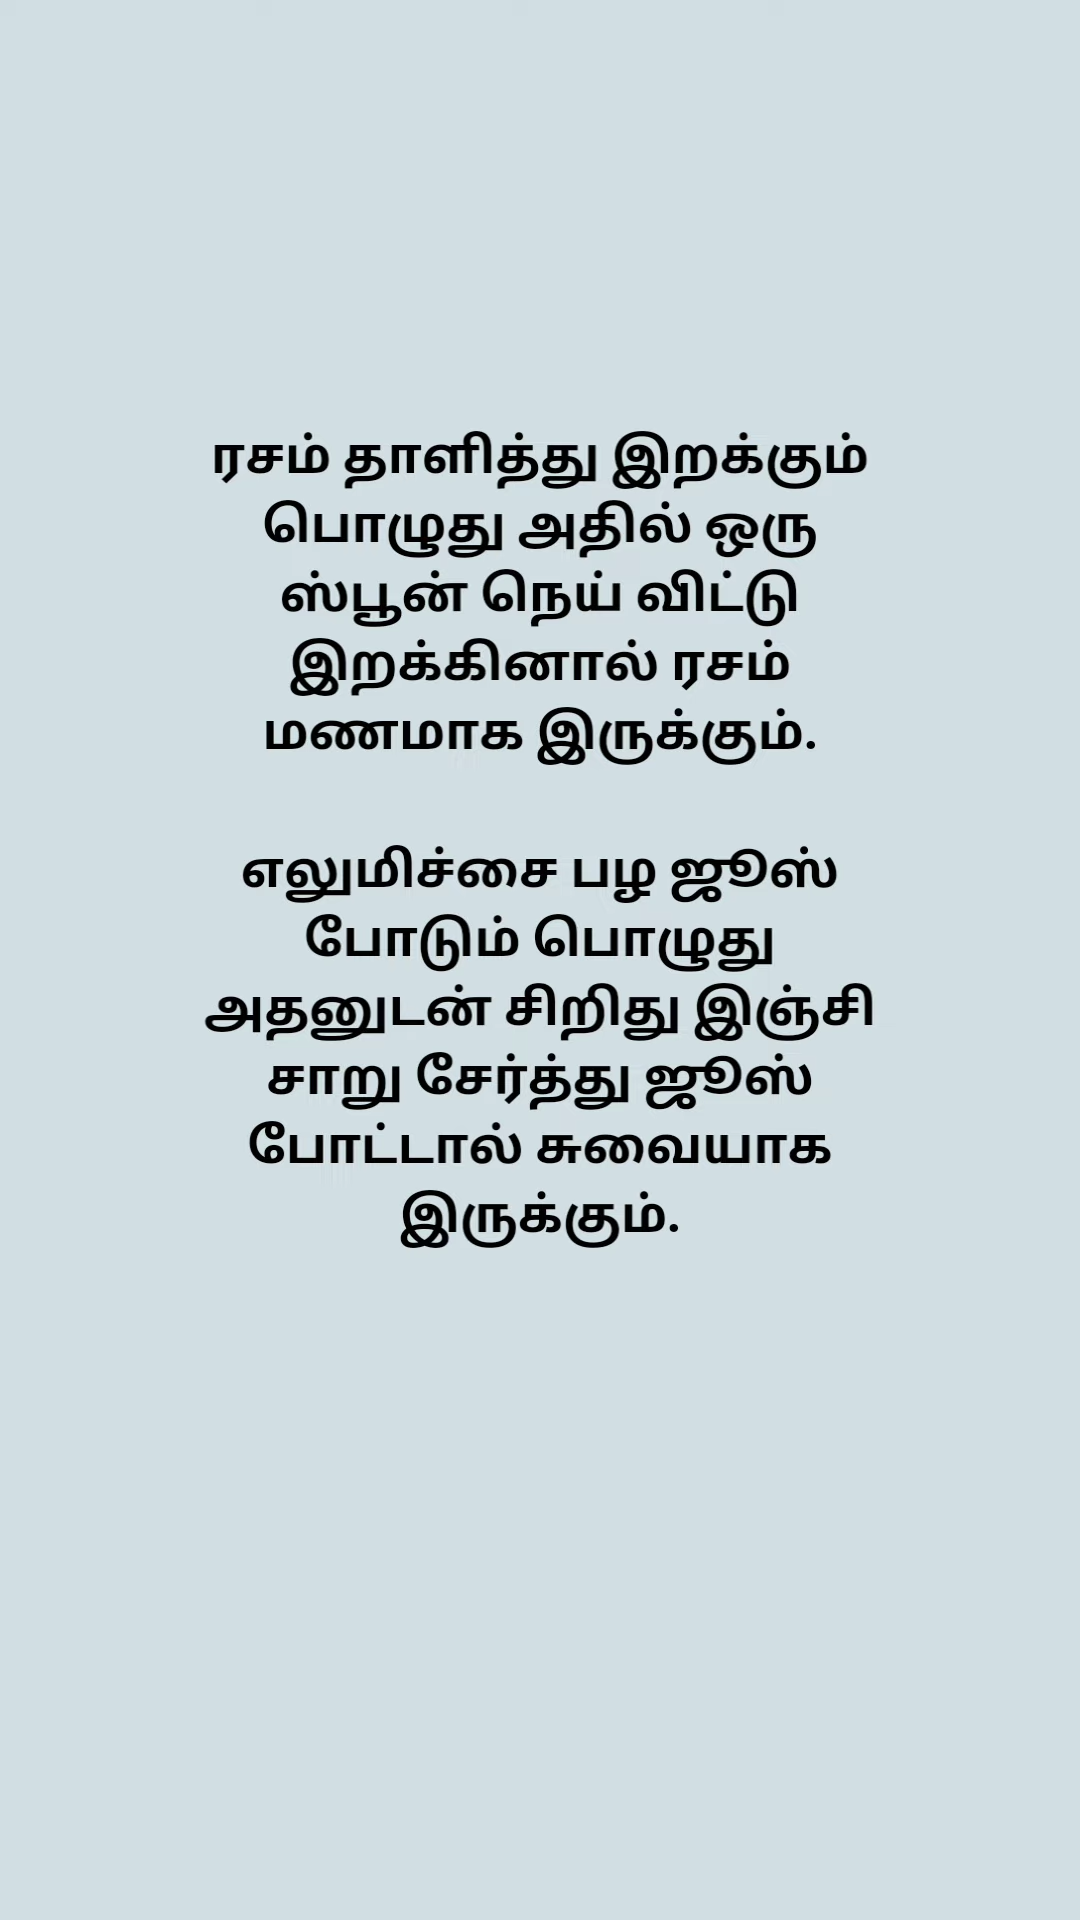 ரசம் தாளித்து இறக்கும்
பொழுது அதில் ஒரு
ஸ்பூன் நெய் விட்டு
இறக்கினால் ரசம்
மணமாக இருக்கும்.
எலுமிச்சை பழ ஜூஸ்
போடும் பொழுது
அதனுடன் சிறிது இஞ்சி
சாறு சேர்த்து ஜூஸ்
போட்டால் சுவையாக
இருக்கும்.